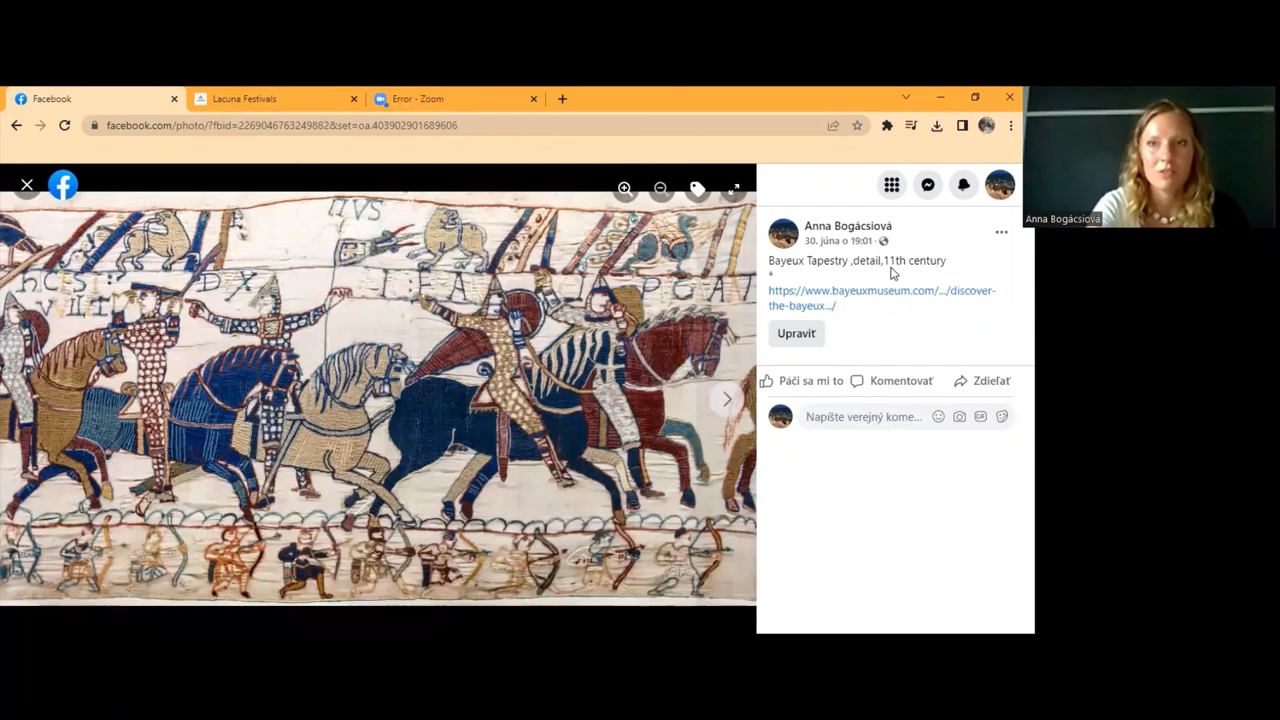 Facebook
Lacuna Festivals
Error - Zoom
facebook.com/photo/?fbid=2269046763249882&set=oa.403902901689606
Anna Bogácsiová
Anna Bogácsiová
30. júna o 19:01 ·
Bayeux Tapestry ,detail,11th century
*
https://www.bayeuxmuseum.com/.../discover-
the-bayeux.../
Upraviť
Páči sa mi to
Komentovať
Zdieľať
Napíšte verejný kome...
DVX
VVILI